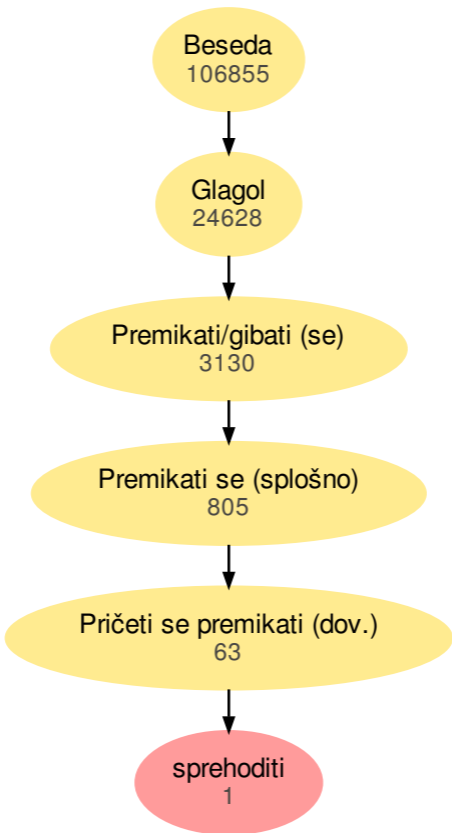 Beseda
106855
Glagol
24628
Premikati/gibati (se)
3130
Premikati se (splošno)
805
Pričeti se premikati (dov.)
63
sprehoditi
1